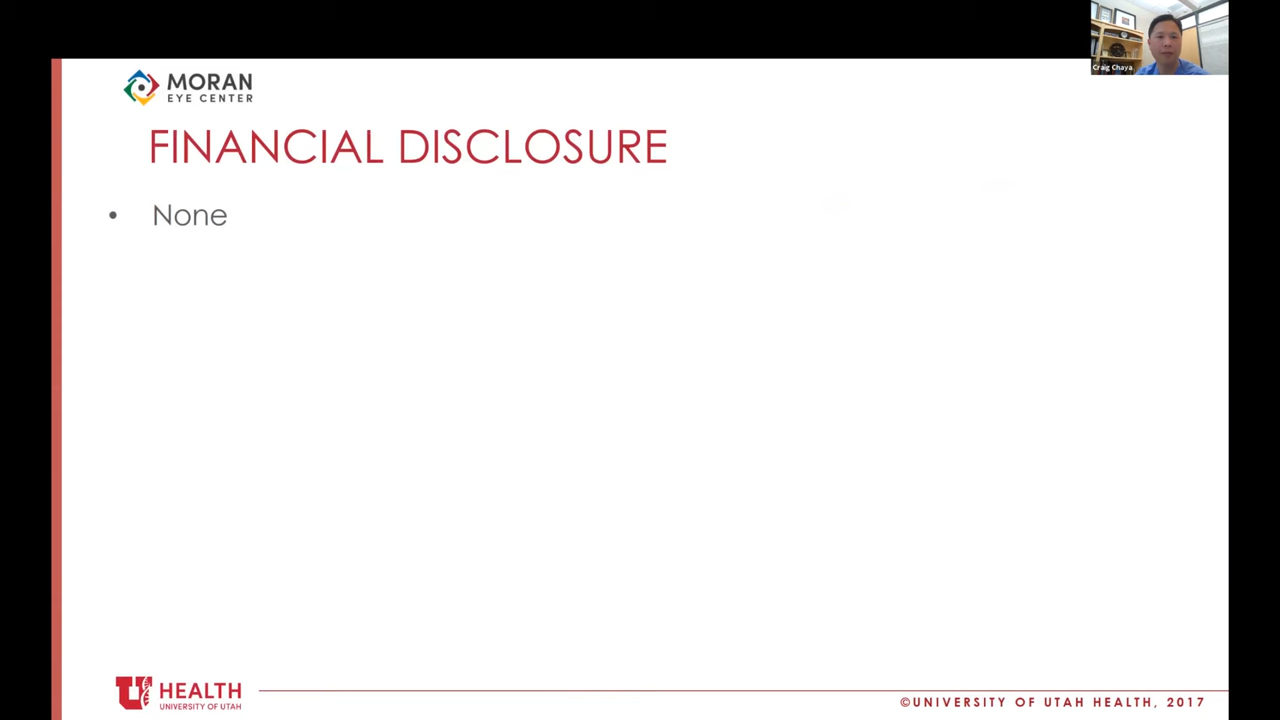 Craig Chaya
MORAN
EYE CENTER
FINANCIAL DISCLOSURE
• None
U HEALTH
UNIVERSITY OF UTAH
©UNIVERSITY OF UTAH HEALTH, 2017